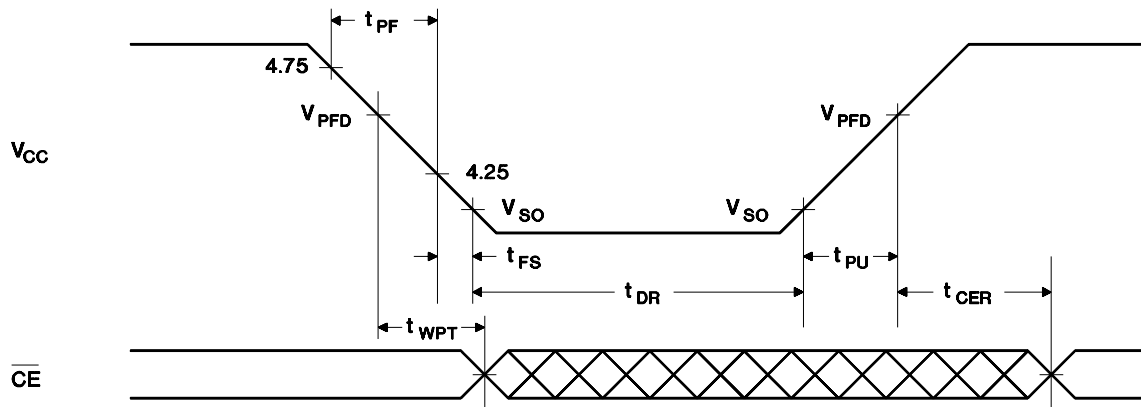 t PF
4.75
V PFD
V PFD
V CC
4.25
V SO
V SO
t FS
t PU
t DR
t CER
t WPT
CE